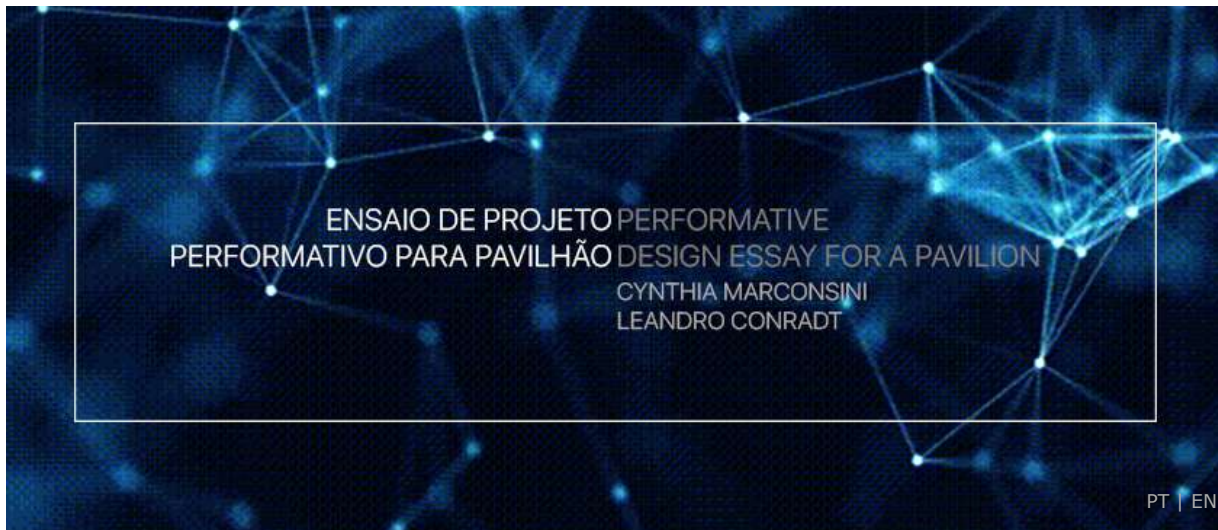 ENSAIO DE PROJETO PERFORMATIVE
PERFORMATIVO PARA PAVILHÃO DESIGN ESSAY FOR A PAVILION
CYNTHIA MARCONSINI
LEANDRO CONRADT
PT | EN